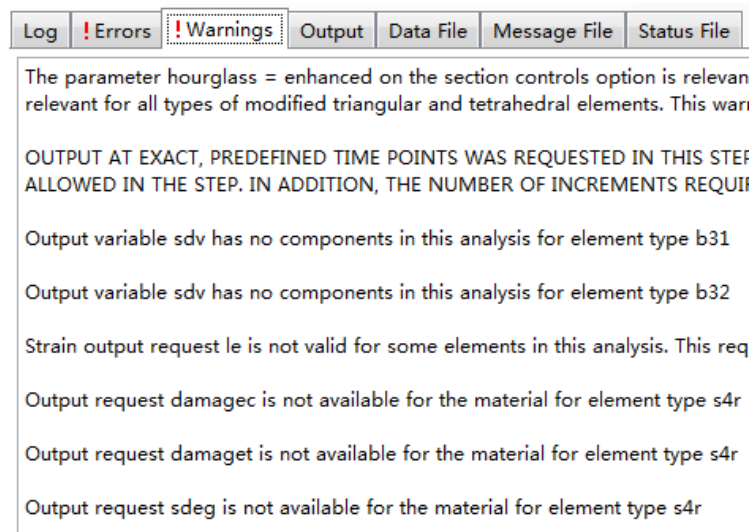 Log !Errors !Warnings Output Data File Message File Status File
The parameter hourglass = enhanced on the section controls option is relevan
relevant for all types of modified triangular and tetrahedral elements. This war
OUTPUT AT EXACT, PREDEFINED TIME POINTS WAS REQUESTED IN THIS STEP
ALLOWED IN THE STEP. IN ADDITION, THE NUMBER OF INCREMENTS REQUI
Output variable sdv has no components in this analysis for element type b31
Output variable sdv has no components in this analysis for element type b32
Strain output request le is not valid for some elements in this analysis. This req
Output request damagec is not available for the material for element type s4r
Output request damaget is not available for the material for element type s4r
Output request sdeg is not available for the material for element type s4r